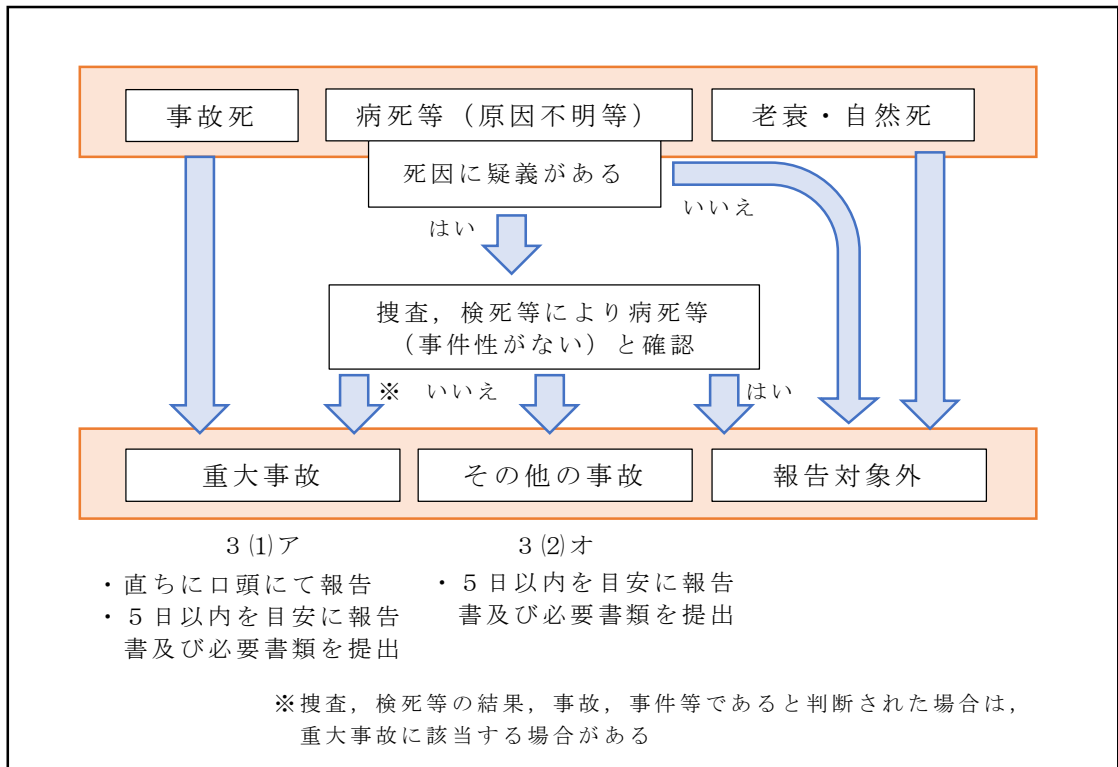 事故死
病死等（原因不明等）
老衰・自然死
死因に疑義がある
いいえ
はい
捜査，検死等により病死等
（事件性がない）と確認
※ いいえ
はい
重大事故
その他の事故
報告対象外
3⑴ア
3⑵オ
・直ちに口頭にて報告
・５日以内を目安に報告
書及び必要書類を提出
・５日以内を目安に報告
書及び必要書類を提出
※捜査，検死等の結果，事故，事件等であると判断された場合は，
重大事故に該当する場合がある